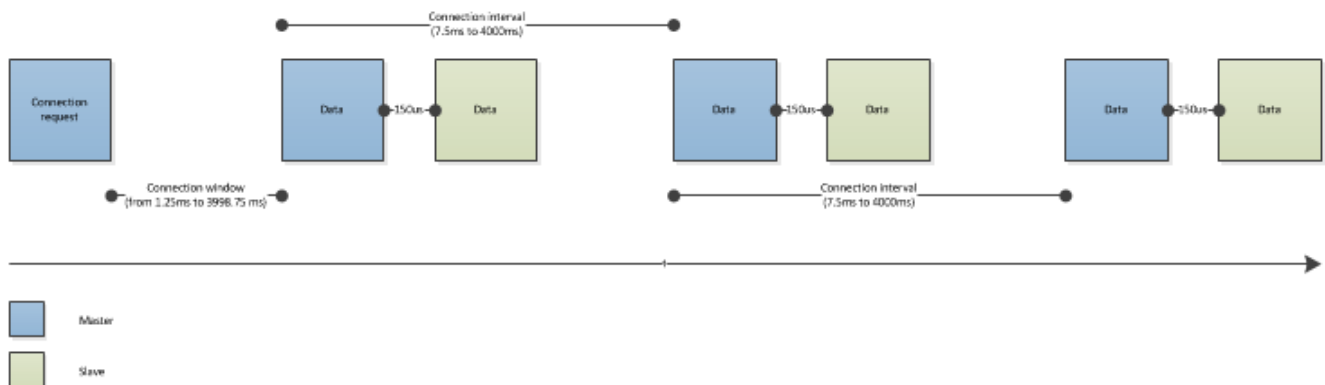 Connection interval
(7.5ms to 4000ms)
Connection
request
Data
150us
Data
Data
150us
Data
Data
150us
Data
Connection window
(from 1.25ms to 3998.75 ms)
Connection interval
(7.5ms to 4000ms)
t
Master
Slave